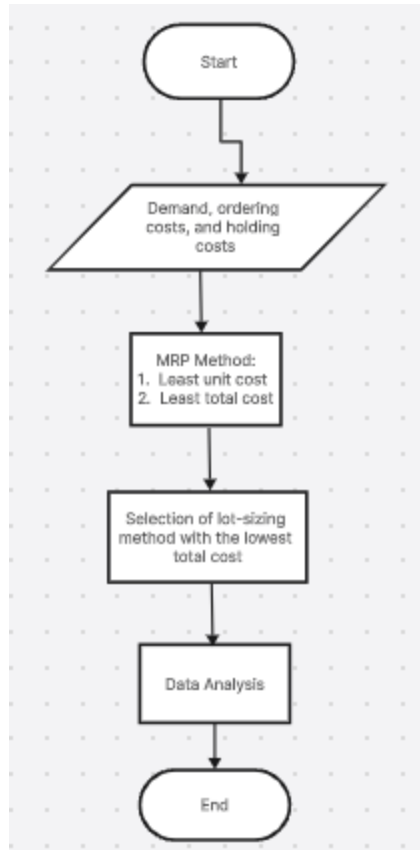 Start
Demand, ordering
costs, and holding
costs
MRP Method:
1. Least unit cost
2. Least total cost
Selection of lot-sizing
method with the lowest
total cost
Data Analysis
End